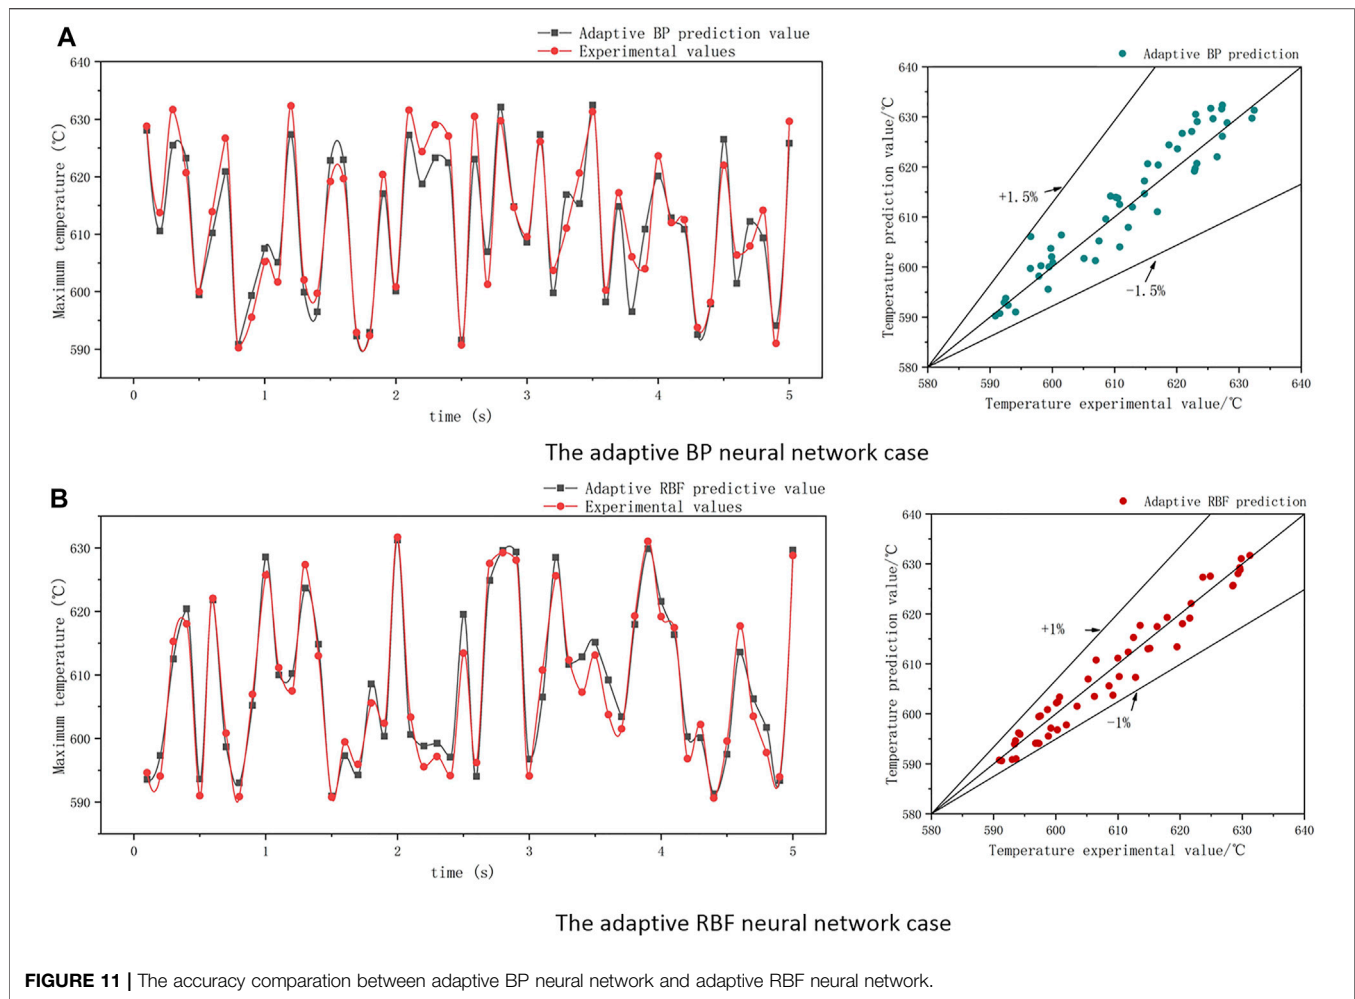 A
Adaptive BP prediction value
Experimental values
640
630
620
610
600
590
Maximum temperature (℃)
0 1 2 3 4 5
time (s)
Adaptive BP prediction
640
630
620
610
600
590
580
Temperature prediction value/℃
+1.5%
−1.5%
580 590 600 610 620 630 640
Temperature experimental value/℃
The adaptive BP neural network case
B
Adaptive RBF predictive value
Experimental values
630
620
610
600
590
Maximum temperature (℃)
0 1 2 3 4 5
time (s)
Adaptive RBF prediction
640
630
620
610
600
590
580
Temperature prediction value/℃
+1%
−1%
580 590 600 610 620 630 640
Temperature experimental value/℃
The adaptive RBF neural network case
FIGURE 11 | The accuracy comparation between adaptive BP neural network and adaptive RBF neural network.